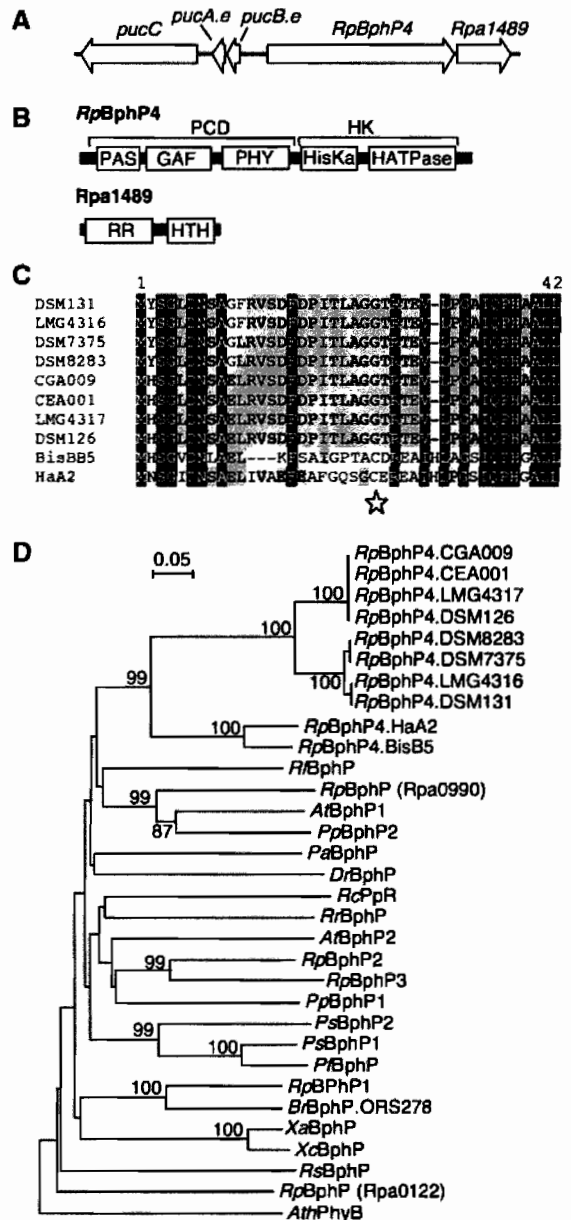 A
pucC
pucA.e
pucB.e
RpBphP4
Rpa1489
B
RpBphP4
PCD
HK
PAS
GAF
PHY
HisKa
HATPase
Rpa1489
RR
HTH
C
1
42
DSM131
LMG4316
DSM7375
DSM8283
CGA009
CEA001
LMG4317
DSM126
BisBB5
HaA2
D
0.05
RpBphP4.CGA009
RpBphP4.CEA001
100
RpBphP4.LMG4317
RpBphP4.DSM126
100
RpBphP4.DSM8283
RpBphP4.DSM7375
100
RpBphP4.LMG4316
RpBphP4.DSM131
99
100
RpBphP4.HaA2
RpBphP4.BisB5
RfBphP
99
RpBphP (Rpa0990)
AtBphP1
87
PpBphP2
PaBphP
DrBphP
RcPpR
RrBphP
AtBphP2
99
RpBphP2
RpBphP3
PpBphP1
99
PsBphP2
100
PsBphP1
PfBphP
100
RpBPhP1
BrBphP.ORS278
100
XaBphP
XcBphP
RsBphP
RpBphP (Rpa0122)
AthPhyB